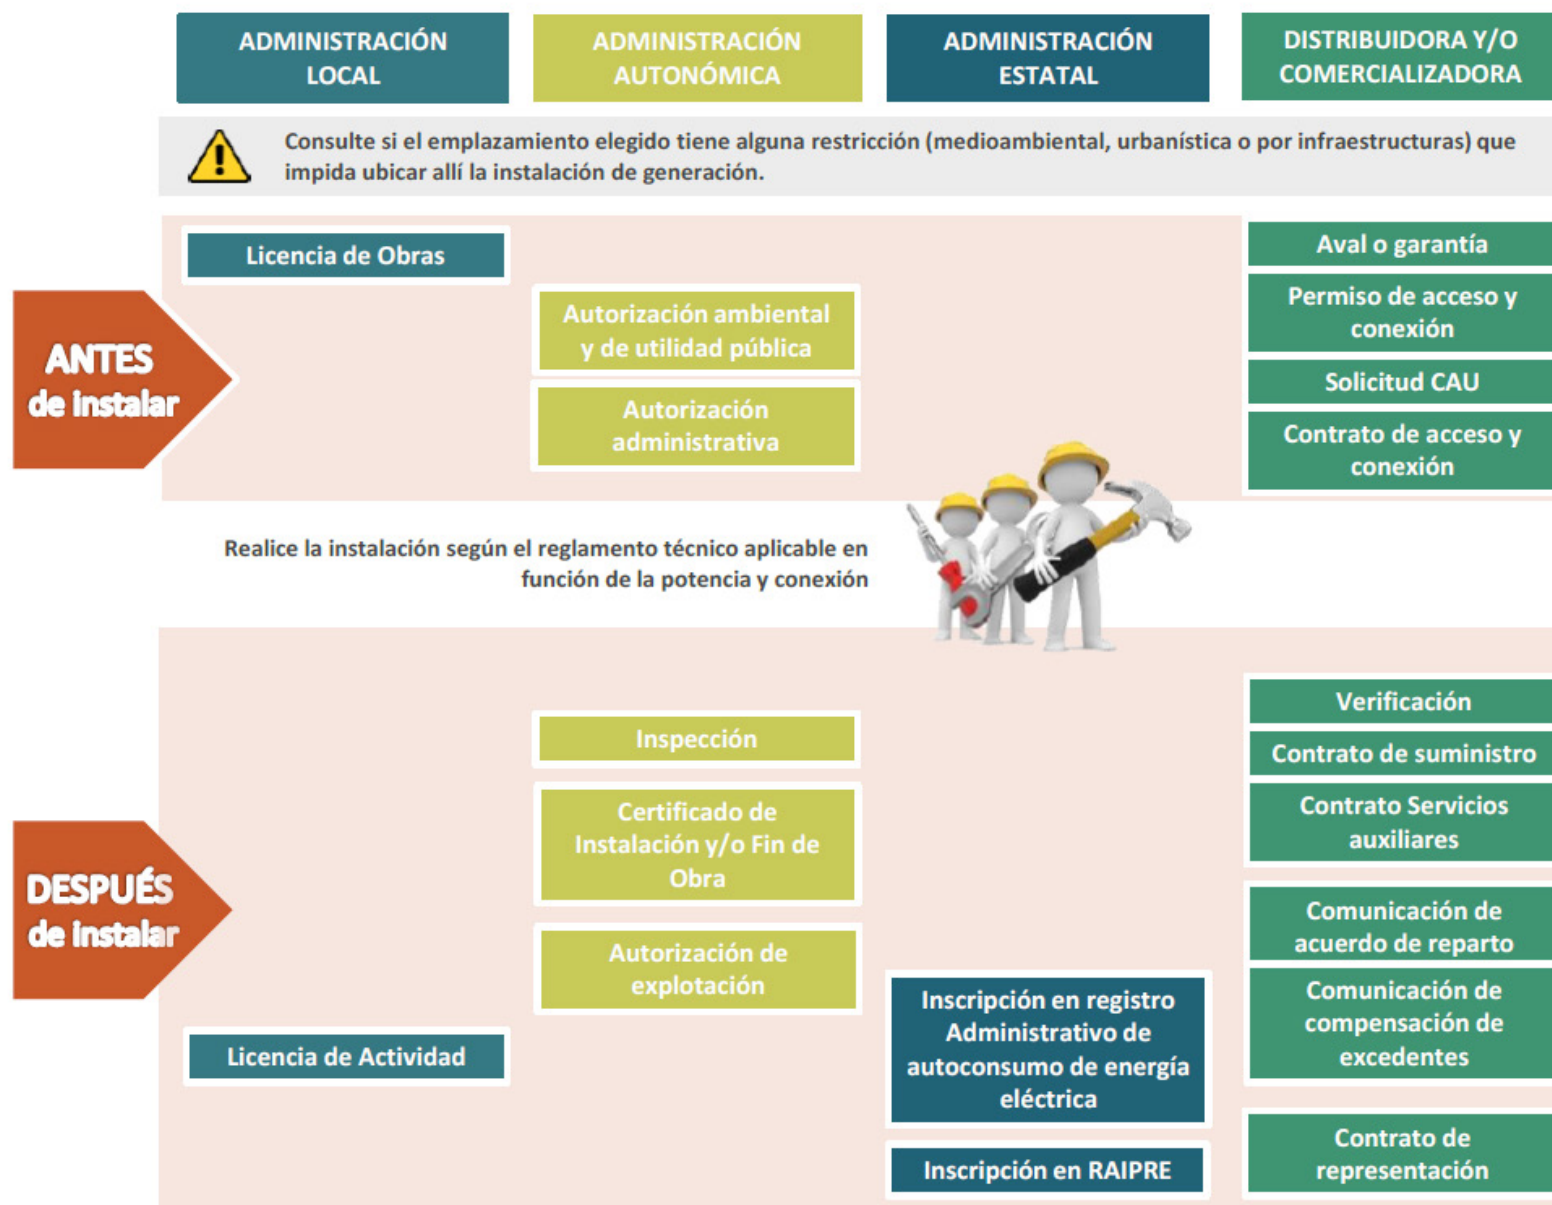 ADMINISTRACIÓN
LOCAL
ADMINISTRACIÓN
AUTONÓMICA
ADMINISTRACIÓN
ESTATAL
DISTRIBUIDORA Y/O
COMERCIALIZADORA
Consulte si el emplazamiento elegido tiene alguna restricción (medioambiental, urbanística o por infraestructuras) que
impida ubicar allí la instalación de generación.
ANTES
de instalar
Licencia de Obras
Autorización ambiental
y de utilidad pública
Autorización
administrativa
Aval o garantía
Permiso de acceso y
conexión
Solicitud CAU
Contrato de acceso y
conexión
Realice la instalación según el reglamento técnico aplicable en
función de la potencia y conexión
DESPUÉS
de instalar
Licencia de Actividad
Inspección
Certificado de
Instalación y/o Fin de
Obra
Autorización de
explotación
Inscripción en registro
Administrativo de
autoconsumo de energía
eléctrica
Inscripción en RAIPRE
Verificación
Contrato de suministro
Contrato Servicios
auxiliares
Comunicación de
acuerdo de reparto
Comunicación de
compensación de
excedentes
Contrato de
representación